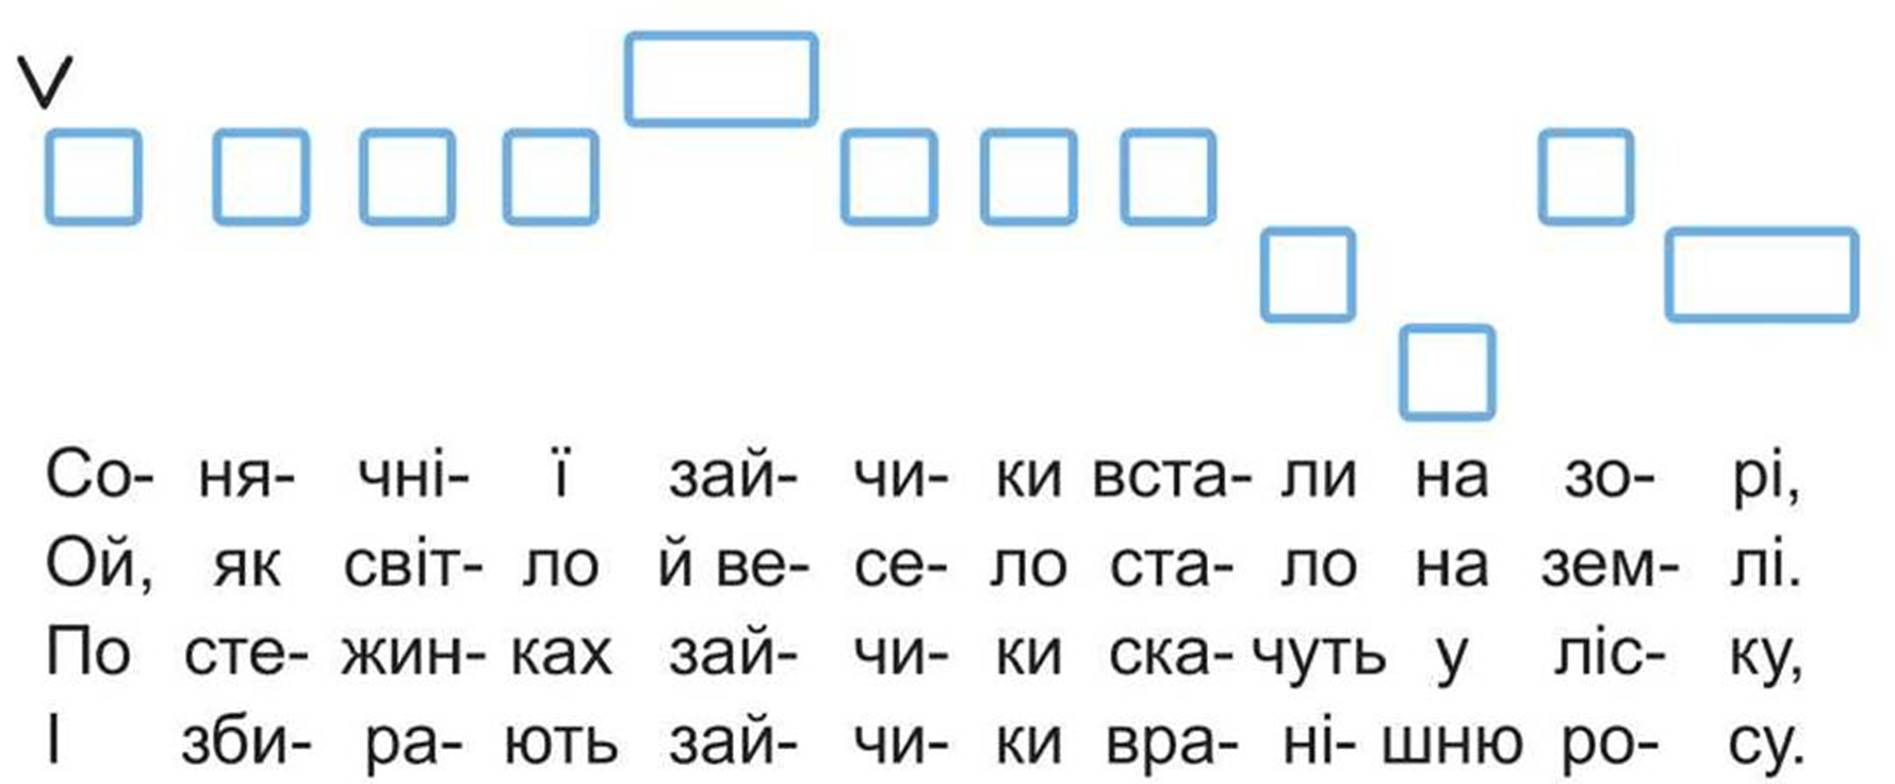 V
Со- ня- чні- ї зай- чи- ки вста- ли на зо- рі,
Ой, як світ- ло й ве- се- ло ста- ло на зем- лі.
По сте- жин- ках зай- чи- ки ска- чуть у ліс- ку,
І зби- ра- ють зай- чи- ки вра- ні- шню ро- су.